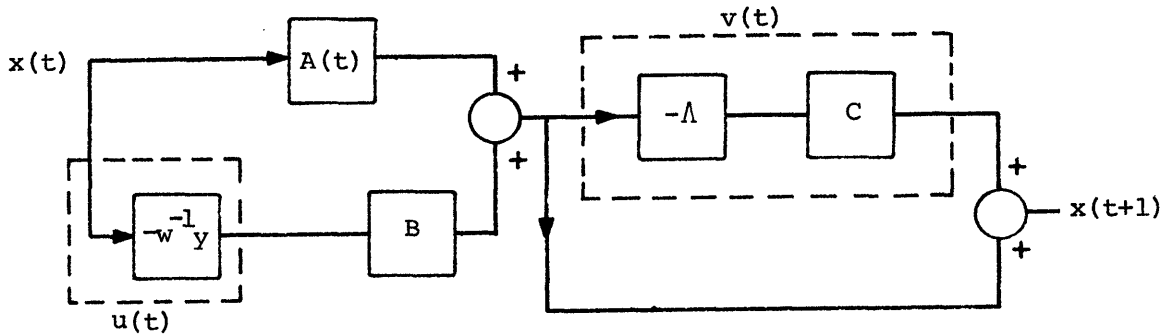 v(t)
x(t)
A(t)
+
-Λ
C
+
+
-w⁻¹y
B
x(t+1)
+
u(t)